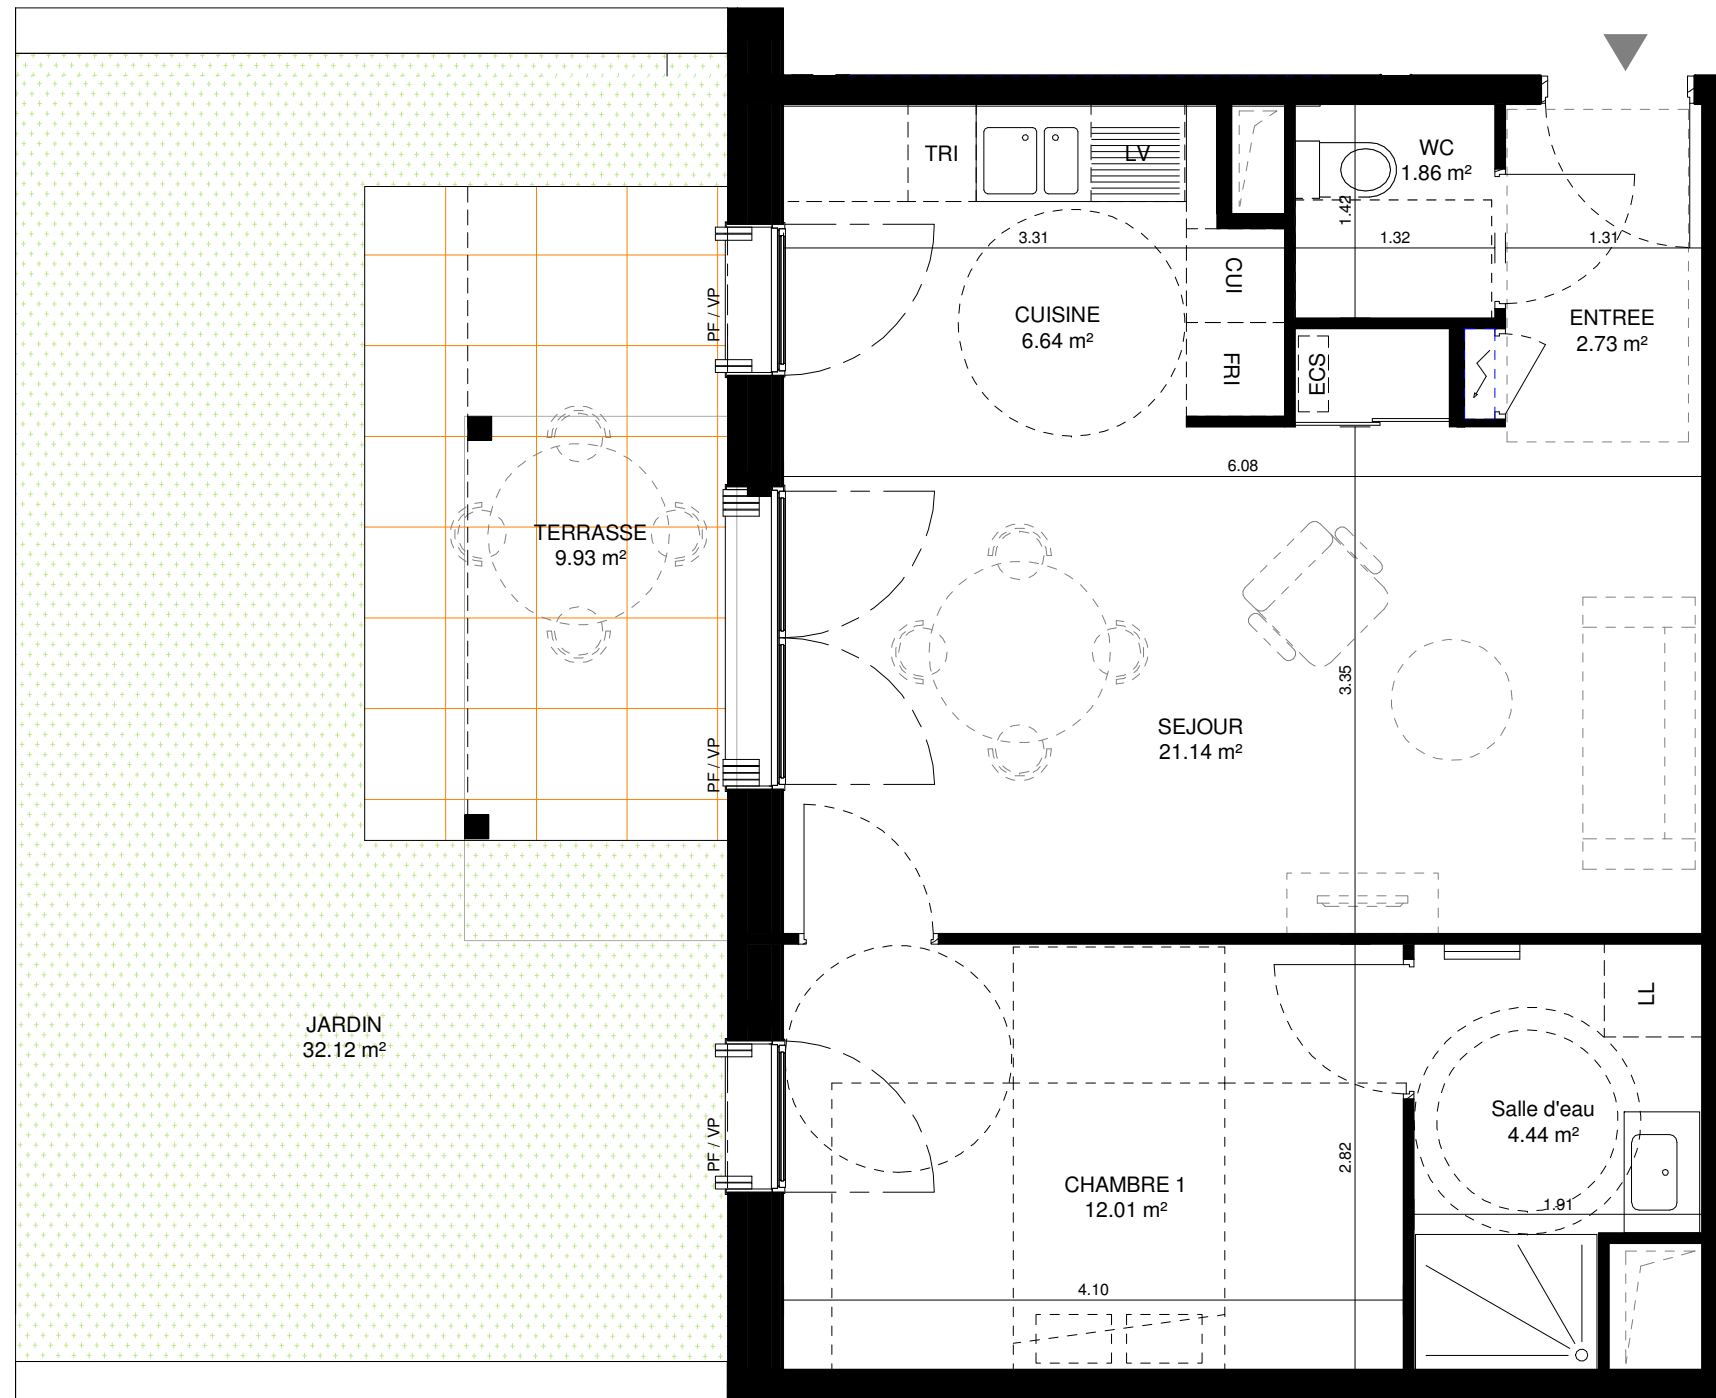 TRI
LV
WC
1.86 m²
1.42
3.31
1.32
1.31
CUI
PF / VP
CUISINE
6.64 m²
ENTREE
2.73 m²
FRI
ECS
6.08
TERRASSE
9.93 m²
3.35
SEJOUR
21.14 m²
PF / VP
LL
JARDIN
32.12 m²
Salle d'eau
4.44 m²
PF / VP
2.82
CHAMBRE 1
12.01 m²
1.91
4.10